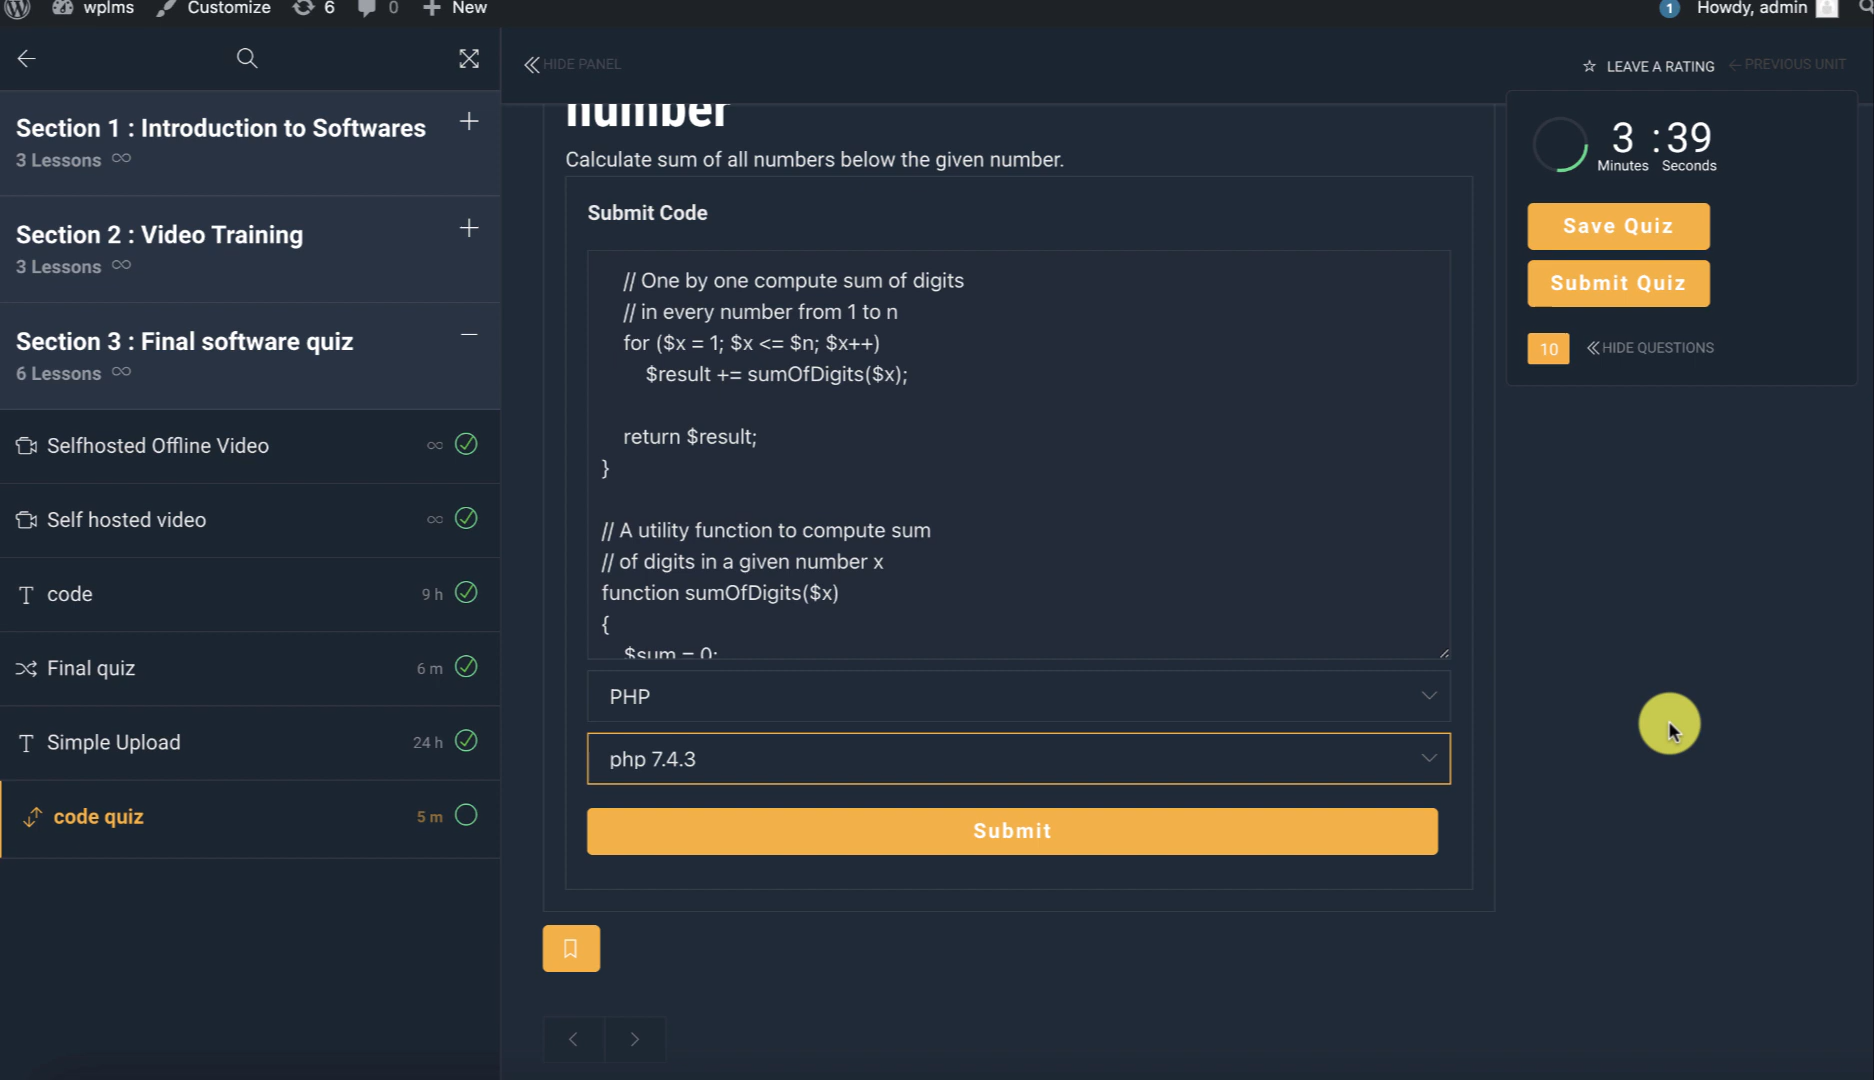 wplms Customize 6 0 New
1 Howdy, admin
HIDE PANEL
LEAVE A RATING PREVIOUS UNIT
Section 1 : Introduction to Softwares
3 Lessons
Section 2 : Video Training
3 Lessons
Section 3 : Final software quiz
6 Lessons
Selfhosted Offline Video
Self hosted video
code 9 h
Final quiz 6 m
Simple Upload 24 h
code quiz 5 m
number
Calculate sum of all numbers below the given number.
Submit Code
// One by one compute sum of digits
// in every number from 1 to n
for ($x = 1; $x <= $n; $x++)
$result += sumOfDigits($x);
return $result;
}
// A utility function to compute sum
// of digits in a given number x
function sumOfDigits($x)
{
$sum = 0;
PHP
php 7.4.3
Submit
3 : 39
Minutes Seconds
Save Quiz
Submit Quiz
10 HIDE QUESTIONS